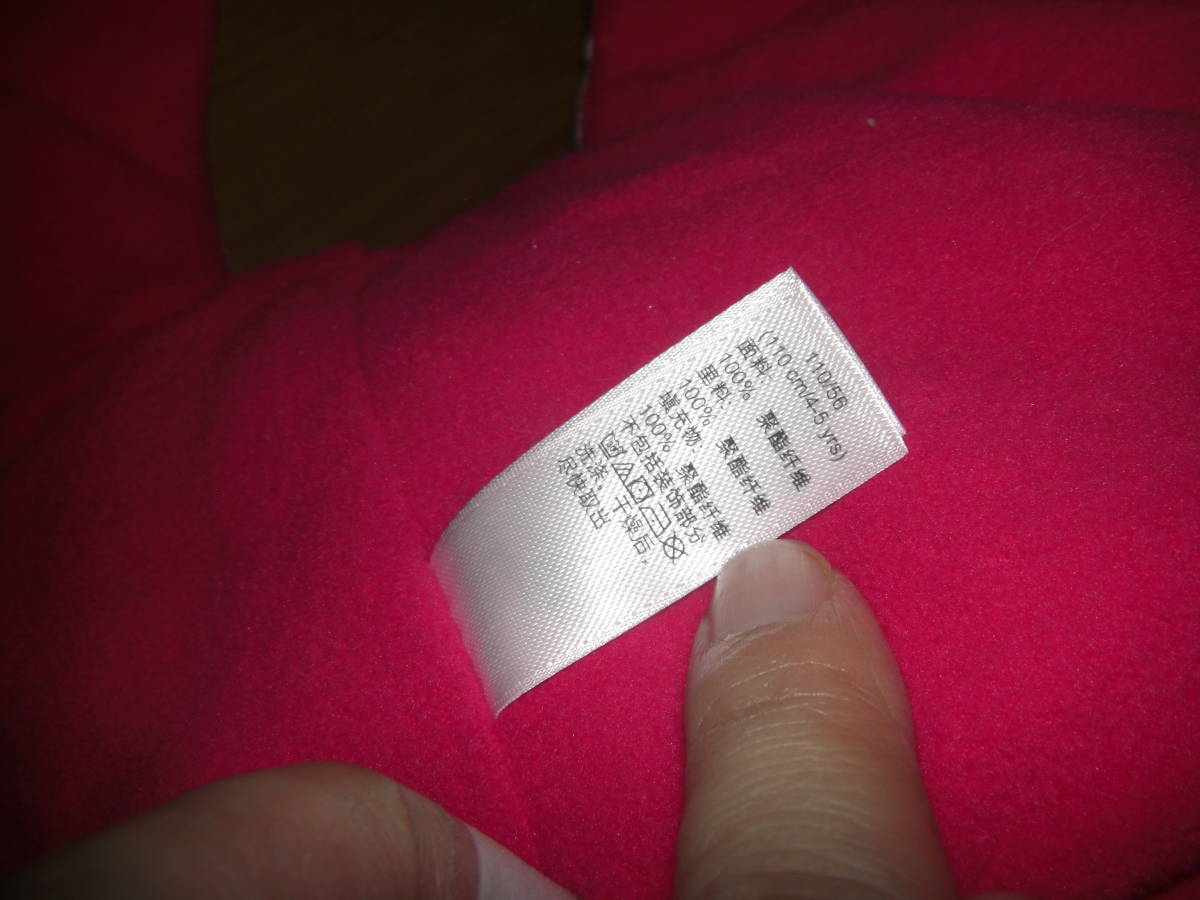 110/56
(110 cm/4-5 yrs)
面料:
100% 聚酯纤维
里料:
100% 聚酯纤维
填充物:
100% 聚酯纤维
不包括装饰部分
洗涤：干燥后,
尽快取出